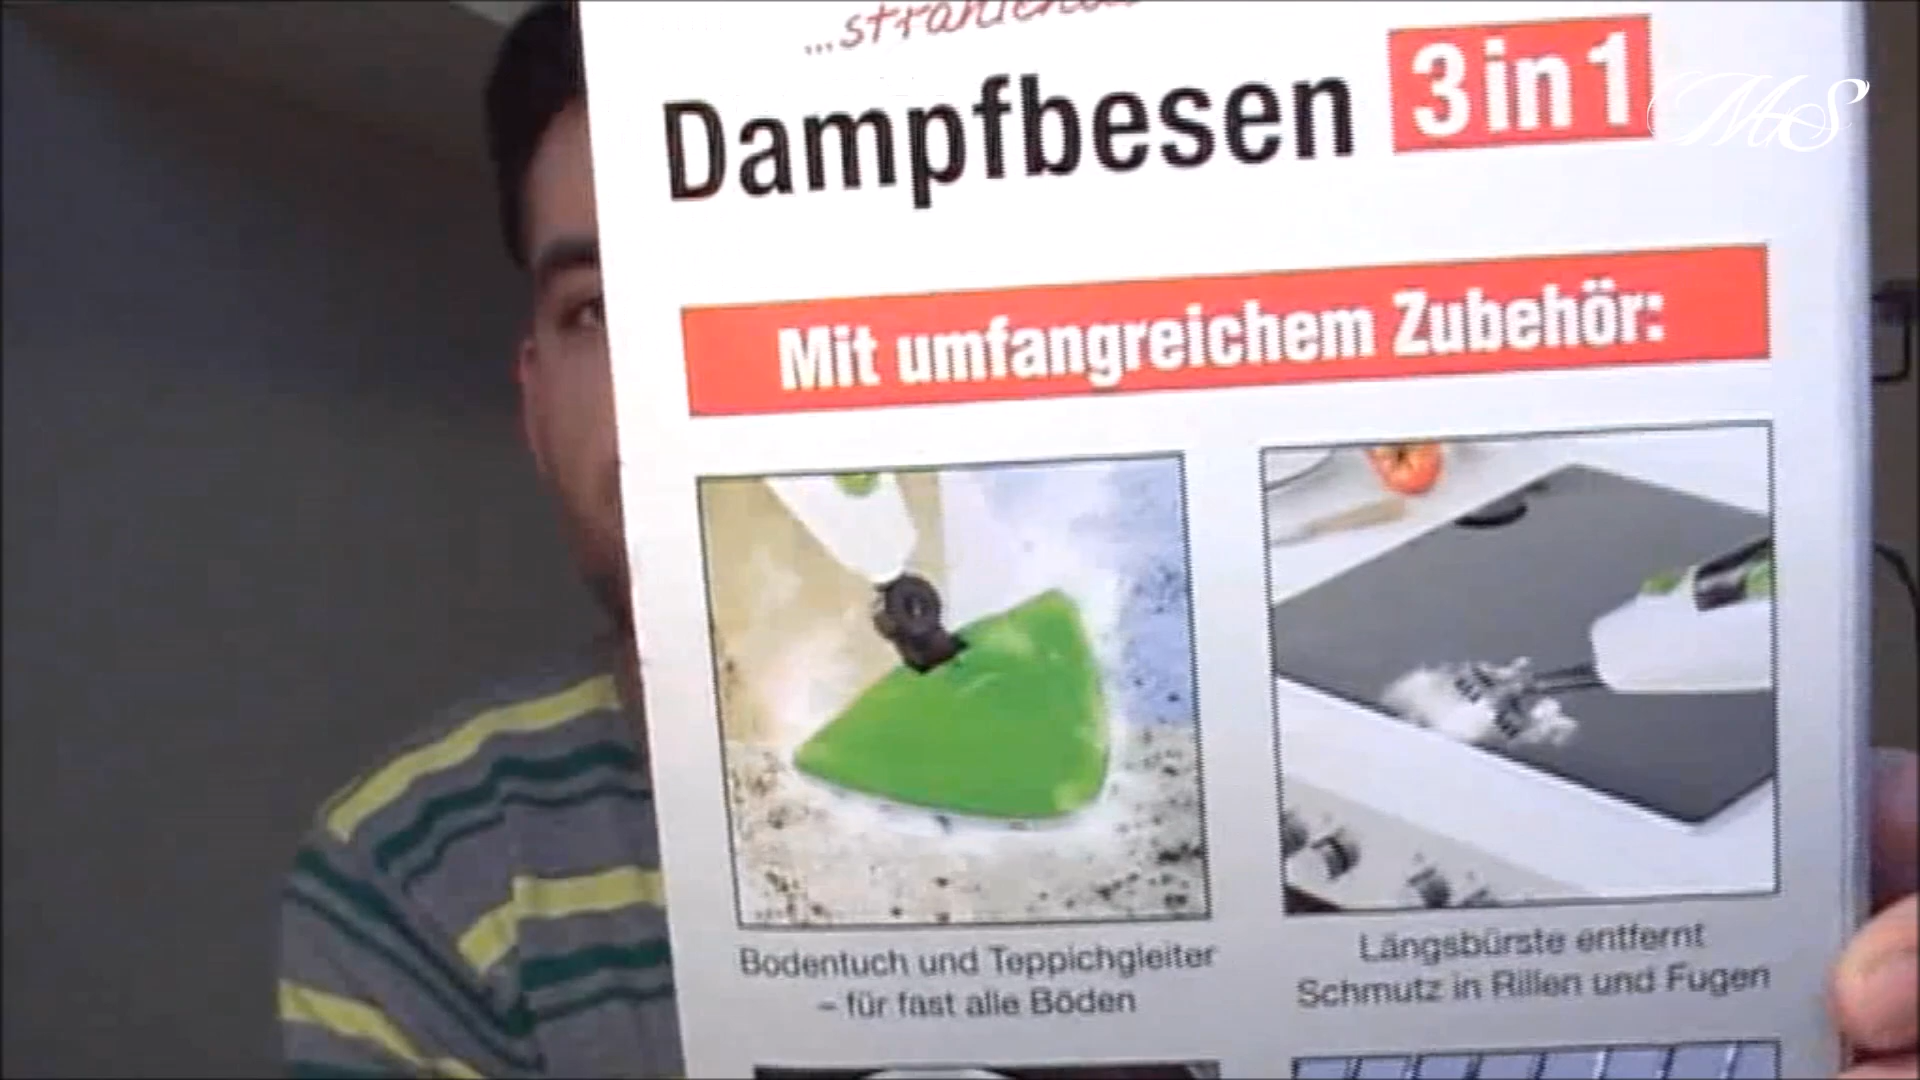 Dampfbesen 3 in 1
MS
Mit umfangreichem Zubehör:
Bodentuch und Teppichgleiter
– für fast alle Böden
Längsbürste entfernt
Schmutz in Rillen und Fugen